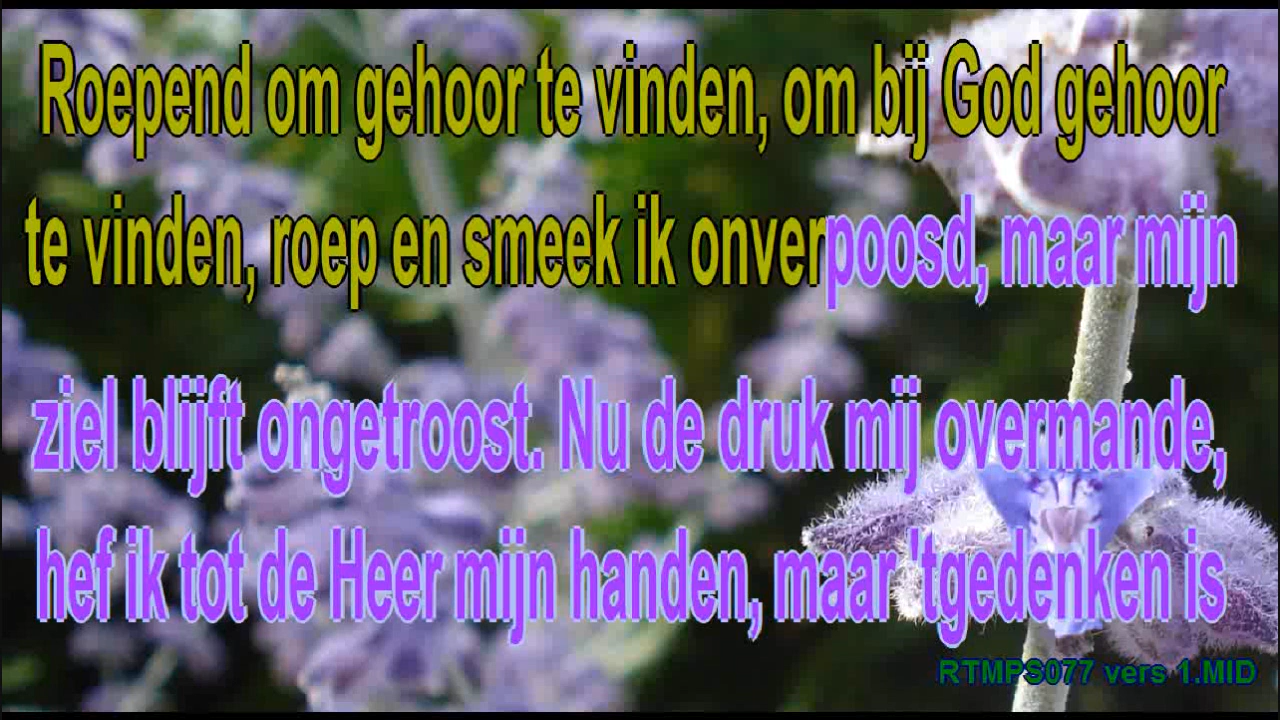 Roepend om gehoor te vinden, om bij God gehoor
te vinden, roep en smeek ik onverpoosd, maar mijn
ziel blijft ongetroost. Nu de druk mij overmande,
hef ik tot de Heer mijn handen, maar 'tgedenken is
RTMPS077 vers 1.MID